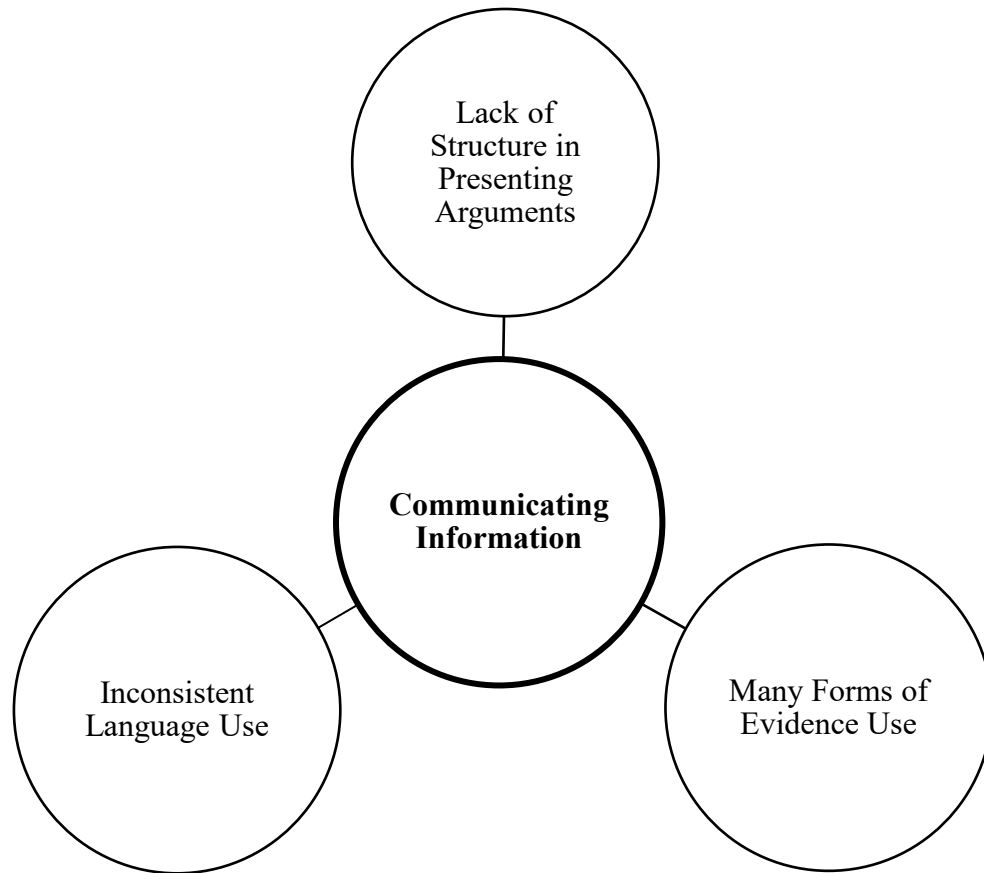 Lack of
Structure in
Presenting
Arguments
Communicating
Information
Inconsistent
Language Use
Many Forms of
Evidence Use